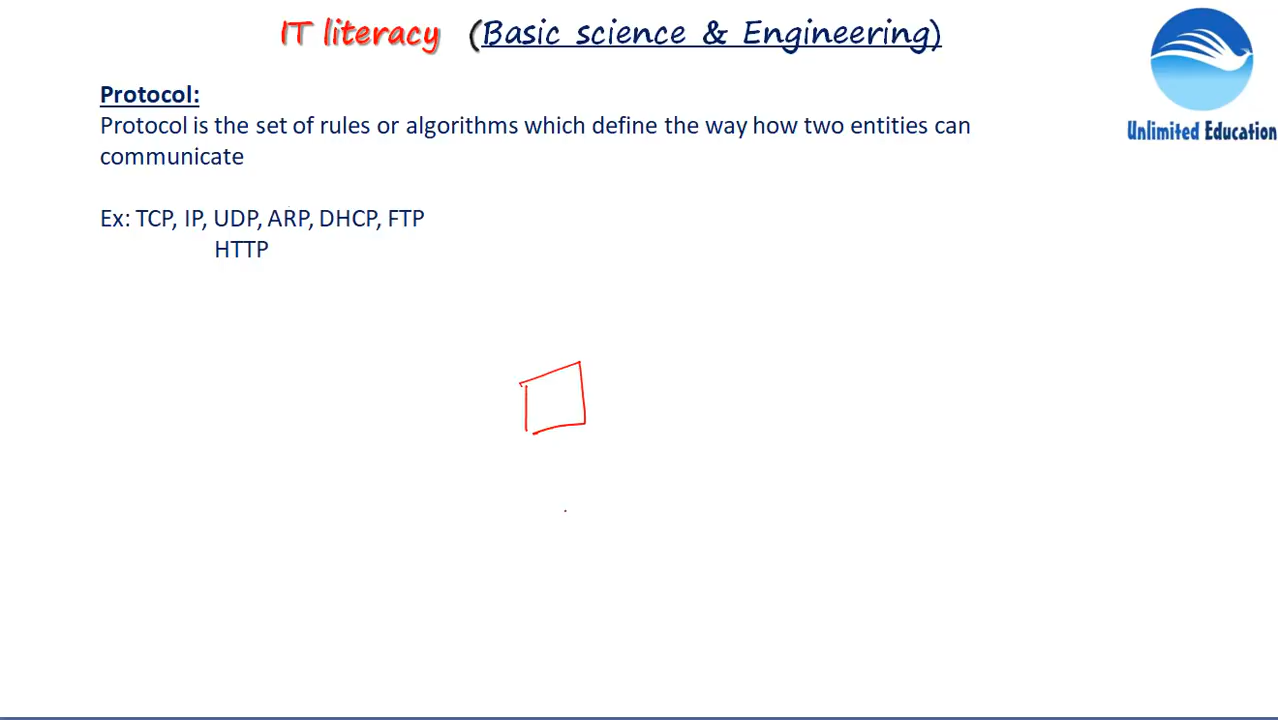 IT literacy (Basic science & Engineering)
Protocol:
Protocol is the set of rules or algorithms which define the way how two entities can
communicate
Ex: TCP, IP, UDP, ARP, DHCP, FTP
HTTP
Unlimited Education